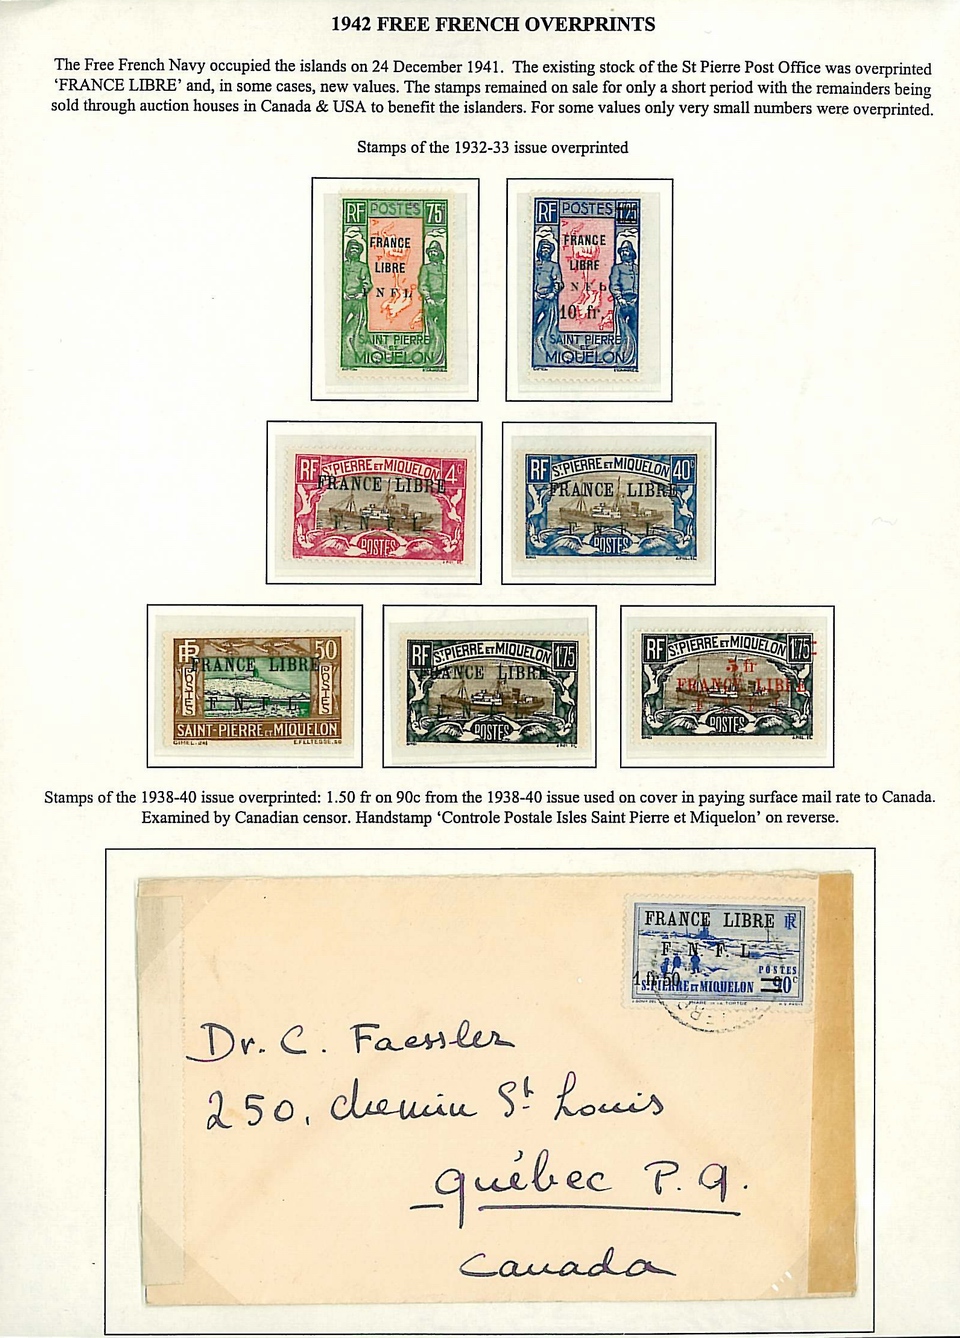 1942 FREE FRENCH OVERPRINTS
The Free French Navy occupied the islands on 24 December 1941. The existing stock of the St Pierre Post Office was overprinted
‘FRANCE LIBRE’ and, in some cases, new values. The stamps remained on sale for only a short period with the remainders being
sold through auction houses in Canada & USA to benefit the islanders. For some values only very small numbers were overprinted.
Stamps of the 1932-33 issue overprinted
RF POSTES 75c
FRANCE
LIBRE
F N F L
SAINT PIERRE
ET
MIQUELON
RF POSTES 1F25
FRANCE
LIBRE
F N F L
10 fr.
SAINT PIERRE
ET
MIQUELON
RF ST PIERRE ET MIQUELON 4c
FRANCE LIBRE
F. N. F. L.
POSTES
RF ST PIERRE ET MIQUELON 40c
FRANCE LIBRE
F. N. F. L.
POSTES
RF 50
FRANCE LIBRE
POSTES POSTES
F. N. F. L.
SAINT-PIERRE ET MIQUELON
RF ST PIERRE ET MIQUELON 1F75
FRANCE LIBRE
F. N. F. L.
POSTES
RF ST PIERRE ET MIQUELON 1F75
5 fr
FRANCE LIBRE
F. N. F. L.
POSTES
Stamps of the 1938-40 issue overprinted: 1.50 fr on 90c from the 1938-40 issue used on cover in paying surface mail rate to Canada.
Examined by Canadian censor. Handstamp ‘Controle Postale Isles Saint Pierre et Miquelon’ on reverse.
FRANCE LIBRE RF
F. N. F. L.
POSTES
1 fr 50
ST PIERRE ET MIQUELON 90c
Dr. C. Faessler
250, chemin St Louis
Québec P.Q.
Canada